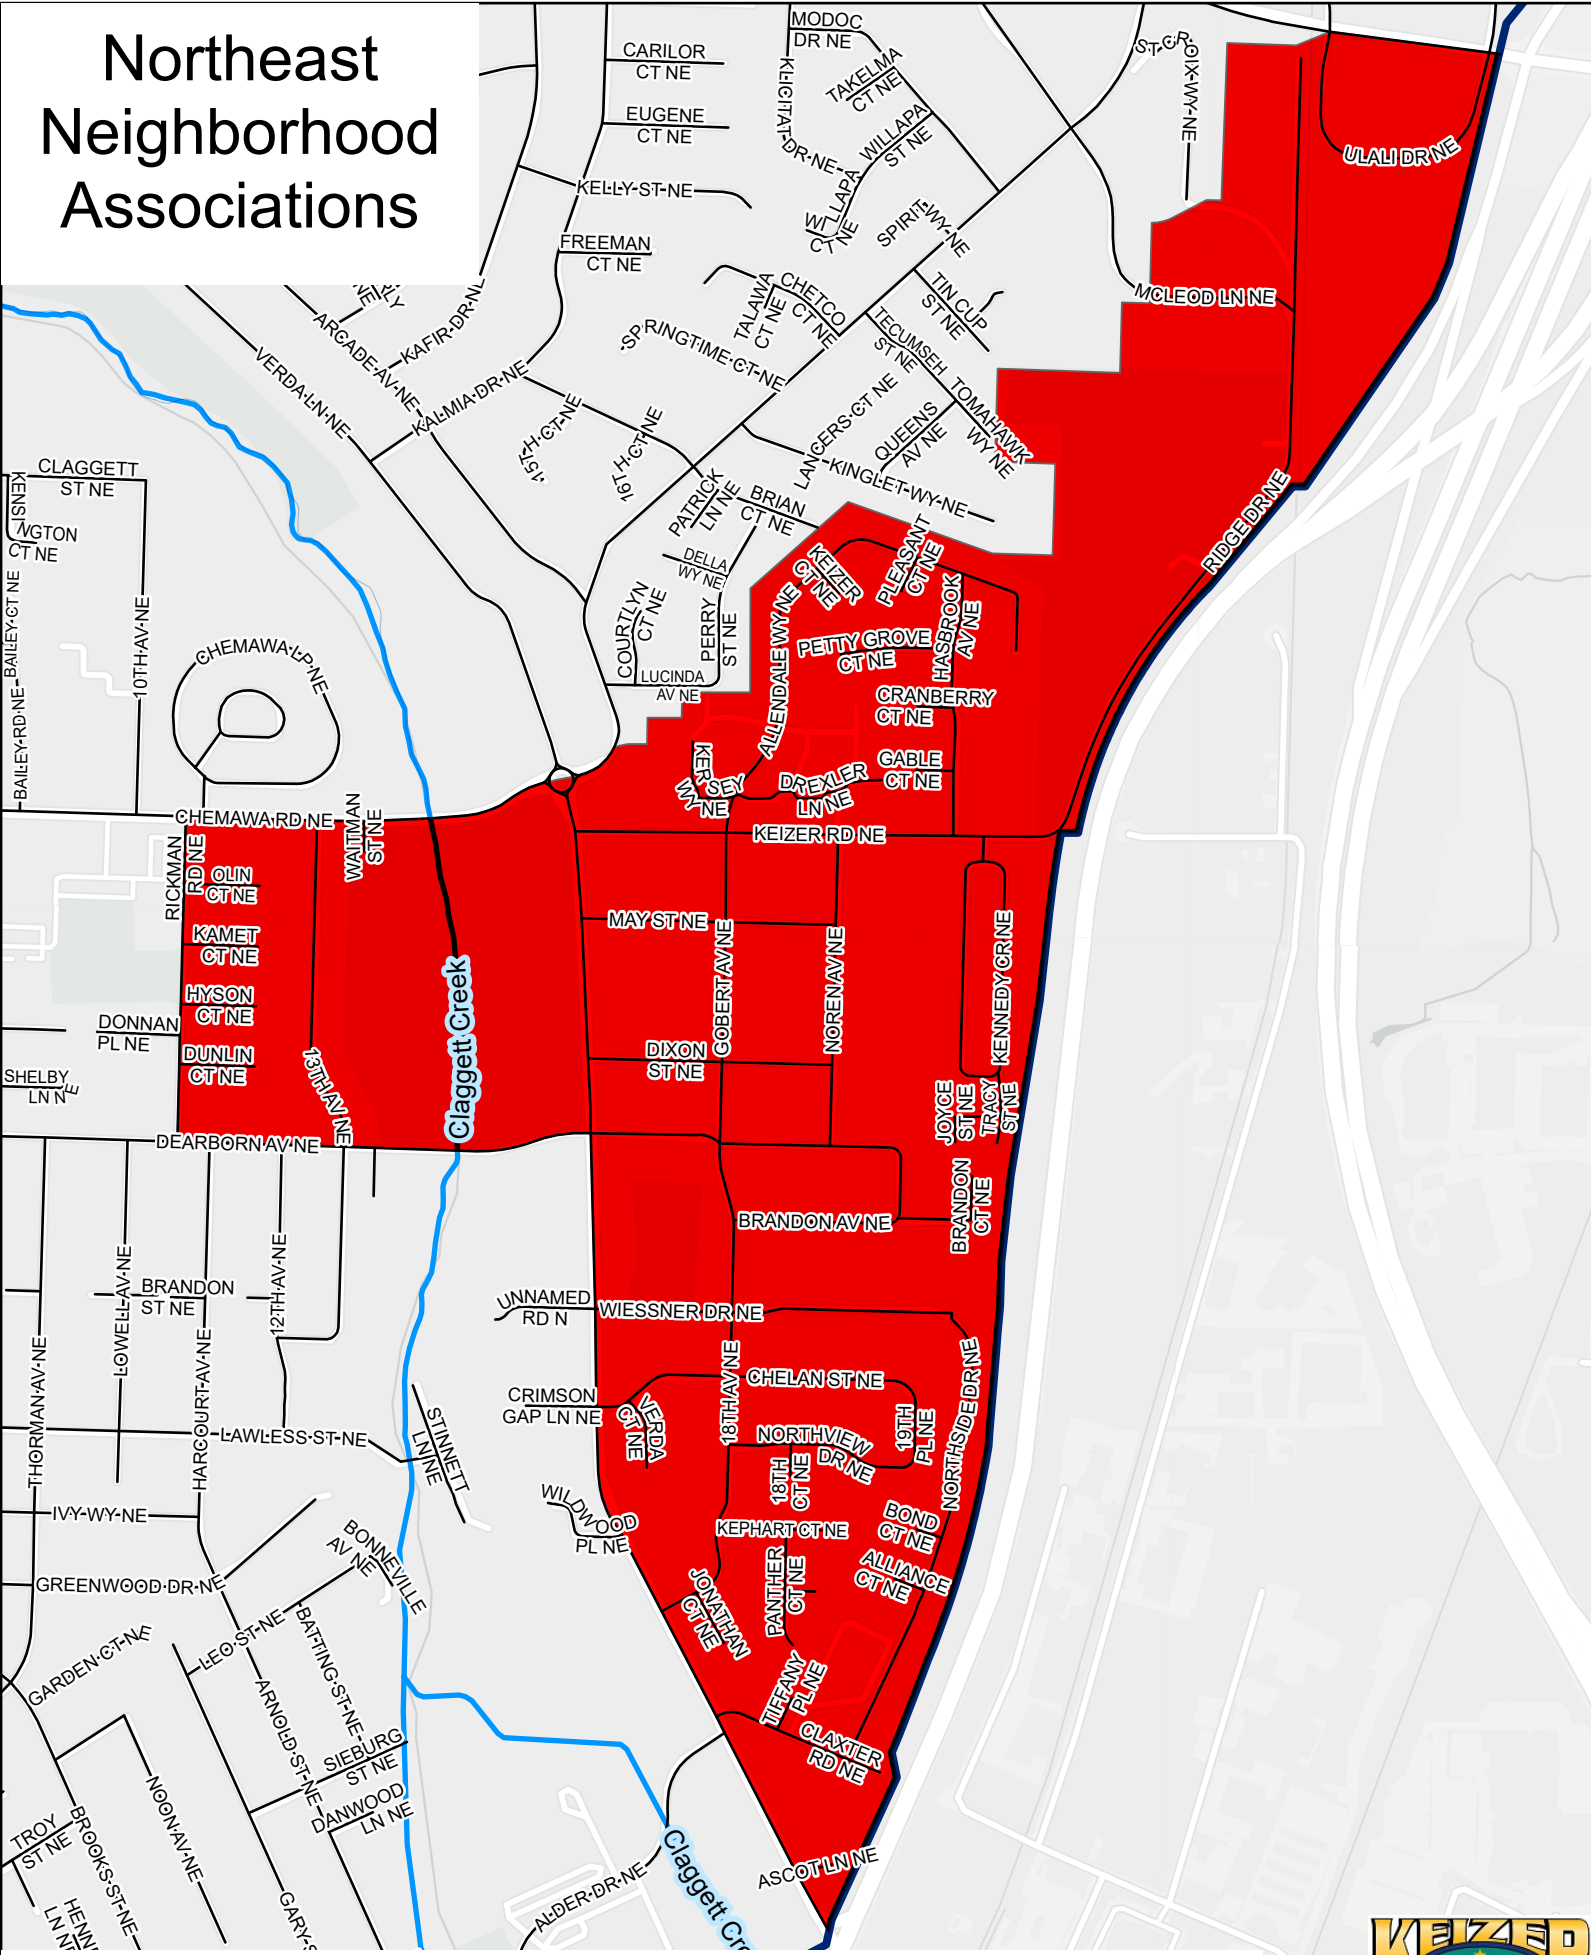 Northeast
Neighborhood
Associations
MODOC
DR NE
CARILOR
CT NE
TAKELMA
CT NE
ST CROIX WY NE
KLICITAT DR NE
EUGENE
CT NE
WILLAPA
ST NE
ULALI DR NE
KELLY ST NE
WILLAPA
CT NE
SPIRIT WY NE
FREEMAN
CT NE
MCLEOD LN NE
TIN CUP
ST NE
TALAWA
CT NE
CHETCO
CT NE
KAFIR DR NE
ARCADE AV NE
VERDA LN NE
KALMIA DR NE
SPRINGTIME CT NE
TECUMSEH
ST NE
TOMAHAWK
WY NE
LANCERS CT NE
QUEENS
AV NE
15TH CT NE
16TH CT NE
KINGLET WY NE
CLAGGETT
ST NE
KENSINGTON
CT NE
PATRICK
LN NE
BRIAN
CT NE
RIDGE DR NE
DELLA
WY NE
KEIZER
CT NE
PLEASANT
CT NE
BAILEY CT NE
10TH AV NE
COURTLYN
CT NE
PERRY
ST NE
ALLENDALE WY NE
HASBROOK
AV NE
PETTY GROVE
CT NE
CHEMAWA LP NE
LUCINDA
AV NE
CRANBERRY
CT NE
BAILEY RD NE
KERSEY
WY NE
DREXLER
LN NE
GABLE
CT NE
CHEMAWA RD NE
WAITMAN
ST NE
KEIZER RD NE
RICKMAN
RD NE
OLIN
CT NE
MAY ST NE
KAMET
CT NE
GOBERT AV NE
NOREN AV NE
KENNEDY CR NE
HYSON
CT NE
DONNAN
PL NE
Claggett Creek
DUNLIN
CT NE
13TH AV NE
DIXON
ST NE
SHELBY
LN NE
JOYCE
ST NE
TRACY
ST NE
DEARBORN AV NE
BRANDON
CT NE
BRANDON AV NE
BRANDON
ST NE
LOWELL AV NE
12TH AV NE
UNNAMED
RD N
WIESSNER DR NE
THORMAN AV NE
HARCOURT AV NE
18TH AV NE
CHELAN ST NE
NORTHSIDE DR NE
CRIMSON
GAP LN NE
VERDA
CT NE
19TH
PL NE
LAWLESS ST NE
STINNETT
LN NE
NORTHVIEW
DR NE
18TH
CT NE
WILDWOOD
PL NE
IVY WY NE
BOND
CT NE
KEPHART CT NE
BONNEVILLE
AV NE
GREENWOOD DR NE
ALLIANCE
CT NE
PANTHER
CT NE
JONATHAN
CT NE
LEO ST NE
BATTING ST NE
GARDEN CT NE
ARNOLD ST NE
TIFFANY
PL NE
CLAXTER
RD NE
SIEBURG
ST NE
DANWOOD
LN NE
NOON AV NE
BROOKS ST NE
TROY
ST NE
ASCOT LN NE
ALDER DR NE
Claggett Cre
GARY S
HENN
LN NE
KEIZER